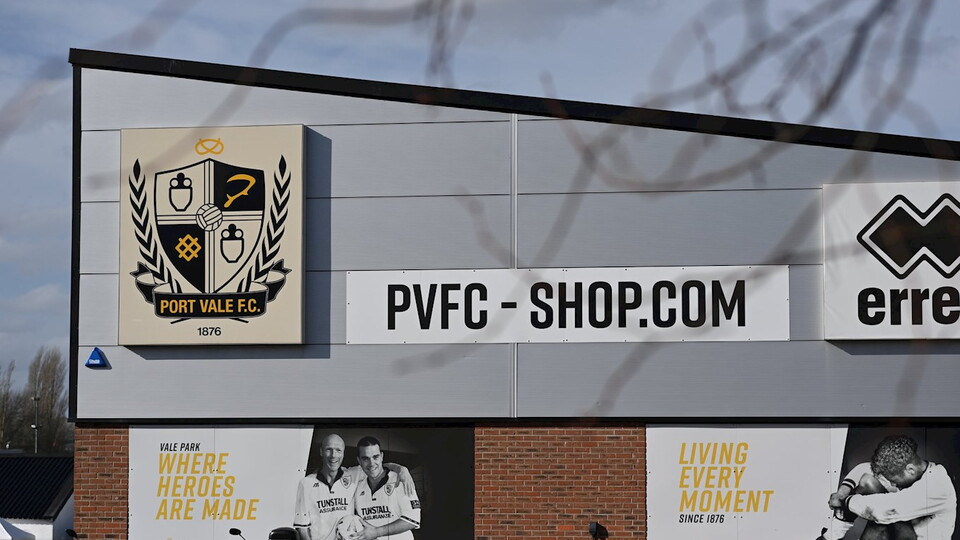 PORT VALE F.C.
1876
PVFC - SHOP.COM
erre
VALE PARK
WHERE
HEROES
ARE MADE
TUNSTALL
ASSURANCE
TUNSTALL
ASSURANCE
LIVING
EVERY
MOMENT
SINCE 1876